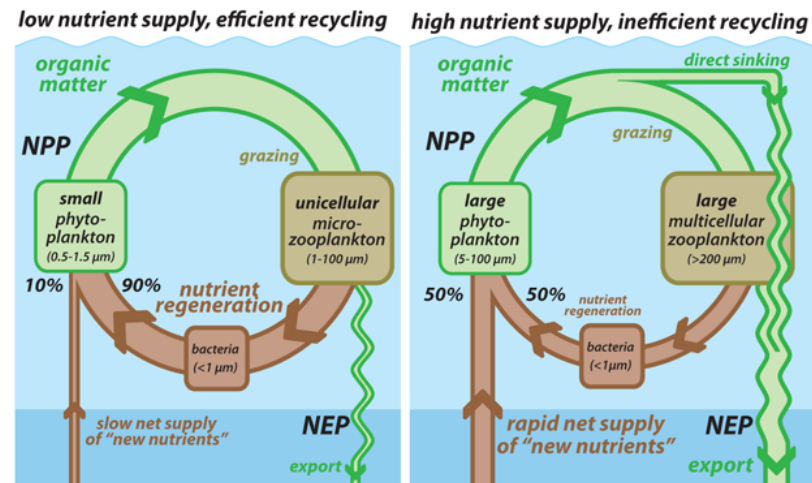 low nutrient supply, efficient recycling
organic
matter
NPP
grazing
small
phyto-
plankton
(0.5-1.5 μm)
unicellular
micro-
zooplankton
(1-100 μm)
10%
90%
nutrient
regeneration
bacteria
(<1 μm)
slow net supply
of "new nutrients"
NEP
export
high nutrient supply, inefficient recycling
organic
matter
direct sinking
NPP
grazing
large
phyto-
plankton
(5-100 μm)
large
multicellular
zooplankton
(>200 μm)
50%
50%
nutrient
regeneration
bacteria
(<1μm)
rapid net supply
of "new nutrients"
NEP
export